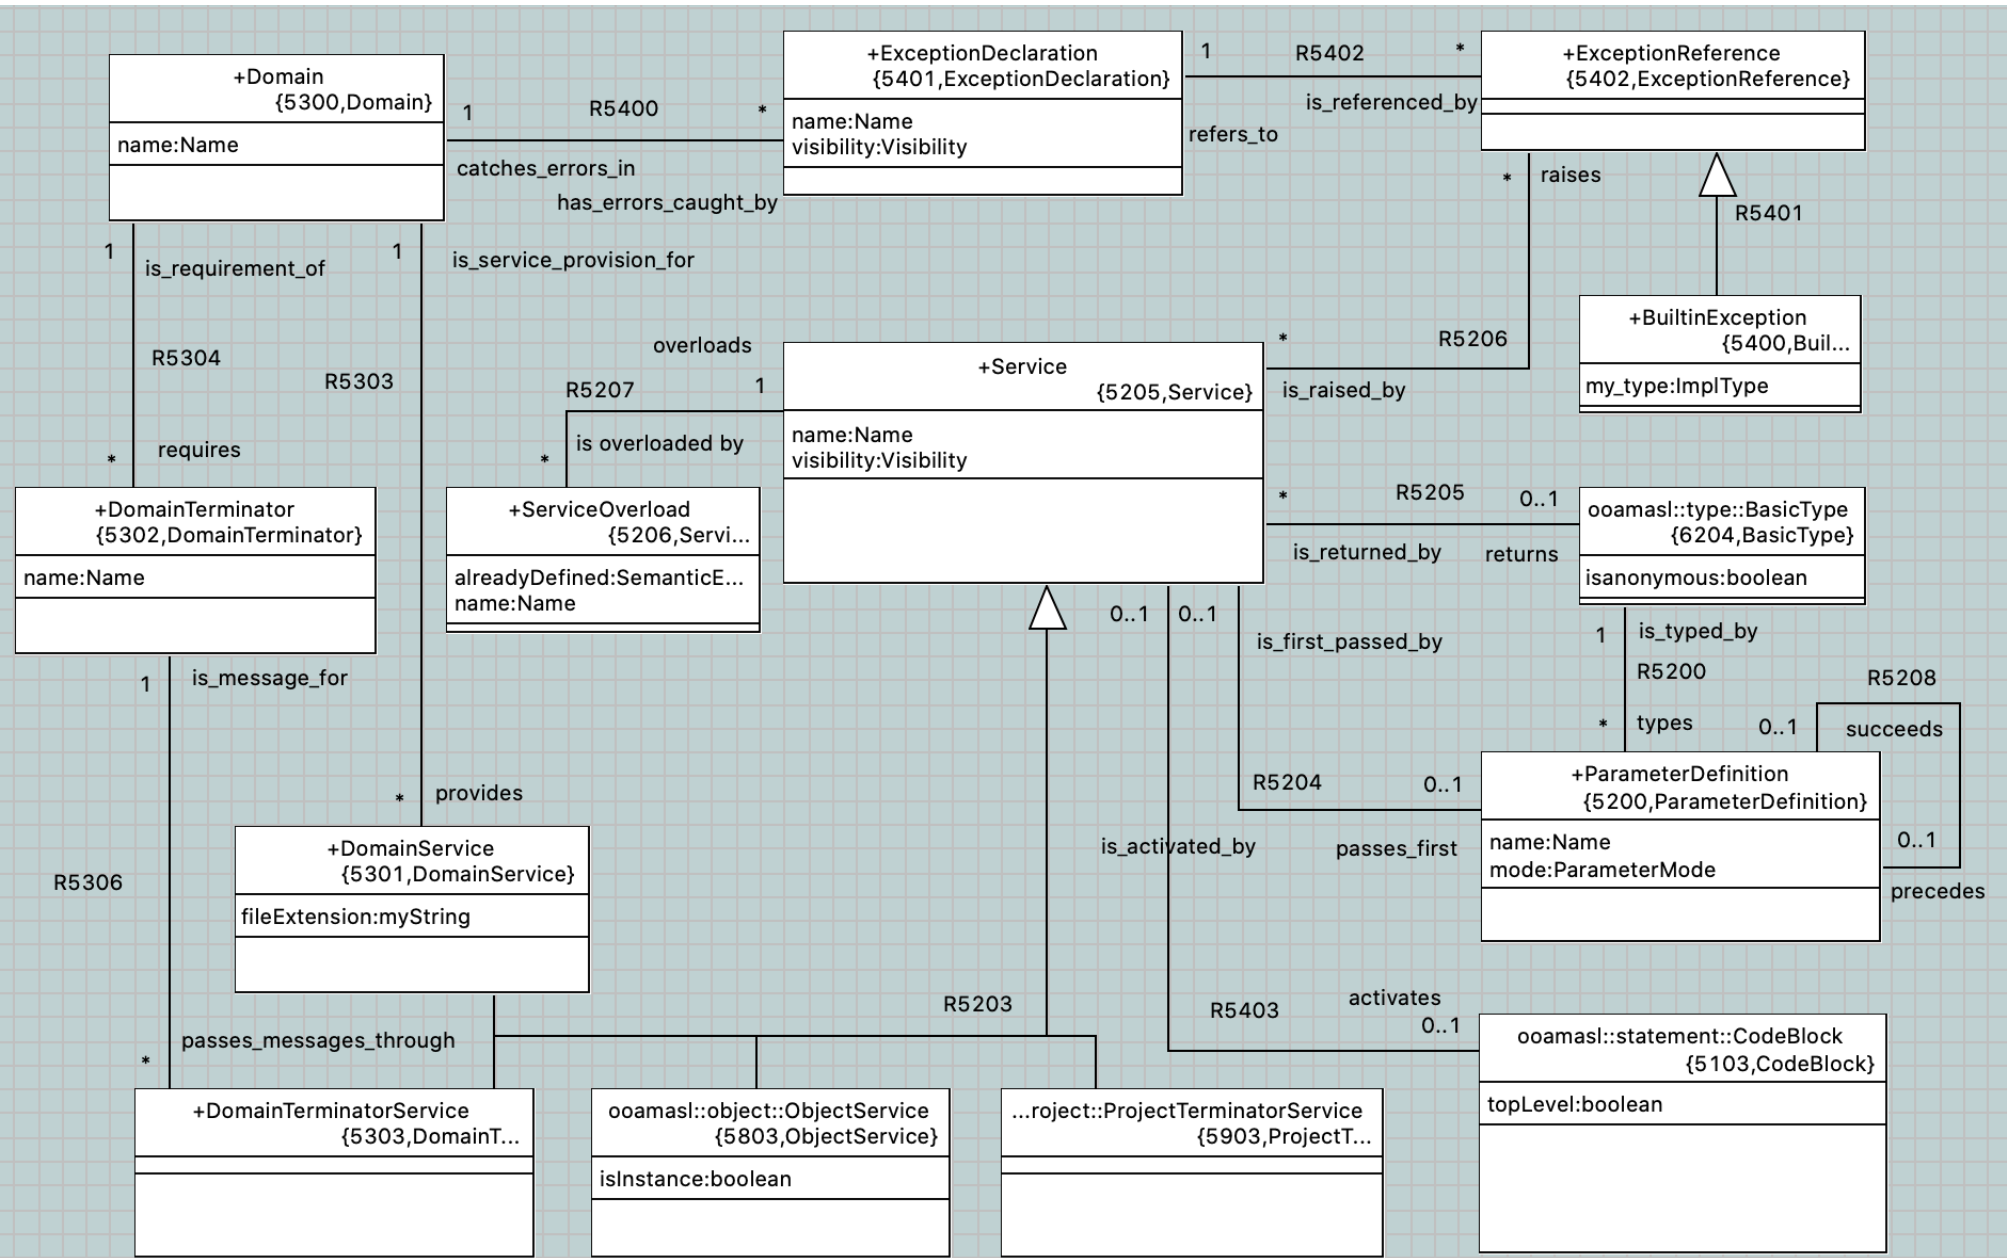 +Domain
{5300,Domain}
name:Name
1
R5400
*
catches_errors_in
has_errors_caught_by
+ExceptionDeclaration
{5401,ExceptionDeclaration}
name:Name
visibility:Visibility
1
R5402
*
is_referenced_by
refers_to
+ExceptionReference
{5402,ExceptionReference}
*
raises
R5401
1
is_requirement_of
1
is_service_provision_for
R5304
R5303
requires
*
overloads
R5207
1
is overloaded by
*
+Service
{5205,Service}
name:Name
visibility:Visibility
*
R5206
is_raised_by
+BuiltinException
{5400,Buil...
my_type:ImplType
+DomainTerminator
{5302,DomainTerminator}
name:Name
+ServiceOverload
{5206,Servi...
alreadyDefined:SemanticE...
name:Name
*
R5205
0..1
is_returned_by
returns
ooamasl::type::BasicType
{6204,BasicType}
isanonymous:boolean
0..1
0..1
is_first_passed_by
1
is_typed_by
R5200
R5208
*
types
0..1
succeeds
1
is_message_for
*
provides
R5204
0..1
is_activated_by
passes_first
+ParameterDefinition
{5200,ParameterDefinition}
name:Name
mode:ParameterMode
0..1
precedes
R5306
+DomainService
{5301,DomainService}
fileExtension:myString
R5203
R5403
activates
0..1
passes_messages_through
*
+DomainTerminatorService
{5303,DomainT...
ooamasl::object::ObjectService
{5803,ObjectService}
isInstance:boolean
...roject::ProjectTerminatorService
{5903,ProjectT...
ooamasl::statement::CodeBlock
{5103,CodeBlock}
topLevel:boolean